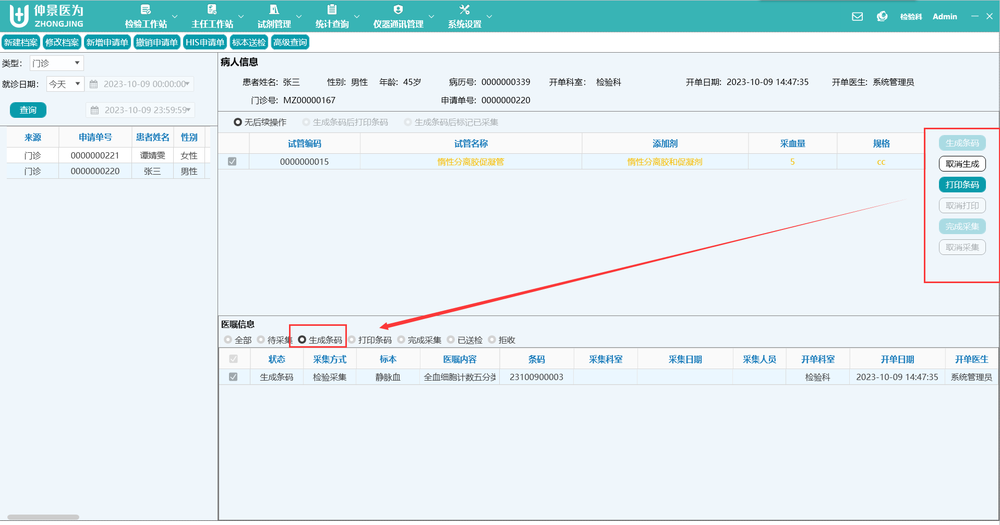 仲景医为
ZHONGJING
检验工作站 主任工作站 试剂管理 统计查询 仪器通讯管理 系统设置
检验科 Admin
新建档案 修改档案 新增申请单 撤销申请单 HIS申请单 标本送检 高级查询
类型: 门诊
就诊日期: 今天 2023-10-09 00:00:00
查询 2023-10-09 23:59:59
来源 申请单号 患者姓名 性别
门诊 0000000221 谭婧雯 女性
门诊 0000000220 张三 男性
病人信息
患者姓名: 张三 性别: 男性 年龄: 45岁 病历号: 0000000339 开单科室: 检验科 开单日期: 2023-10-09 14:47:35 开单医生: 系统管理员
门诊号: MZ00000167 申请单号: 0000000220
无后续操作 生成条码后打印条码 生成条码后标记已采集
试管编码 试管名称 添加剂 采血量 规格
0000000015 惰性分离胶促凝管 惰性分离胶和促凝剂 5 cc
生成条码
取消生成
打印条码
取消打印
完成采集
取消采集
医嘱信息
全部 待采集 生成条码 打印条码 完成采集 已送检 拒收
状态 采集方式 标本 医嘱内容 条码 采集科室 采集日期 采集人员 开单科室 开单日期 开单医生
生成条码 检验采集 静脉血 全血细胞计数五分类 23100900003 检验科 2023-10-09 14:47:35 系统管理员